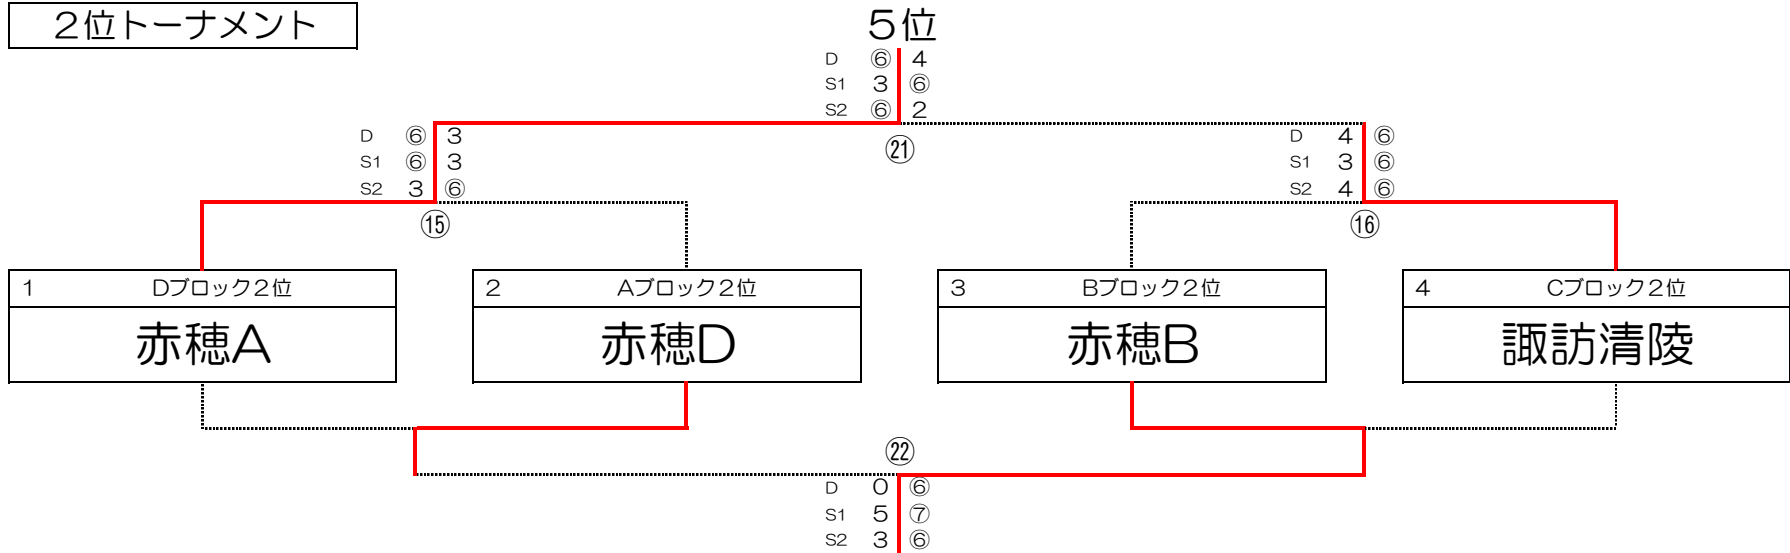 ２位トーナメント
５位
D ⑥ 4
S1 3 ⑥
S2 ⑥ 2
㉑
D ⑥ 3
S1 ⑥ 3
S2 3 ⑥
⑮
D 4 ⑥
S1 3 ⑥
S2 4 ⑥
⑯
1 Dブロック２位
赤穂A
2 Aブロック２位
赤穂D
3 Bブロック２位
赤穂B
4 Cブロック２位
諏訪清陵
㉒
D 0 ⑥
S1 5 ⑦
S2 3 ⑥